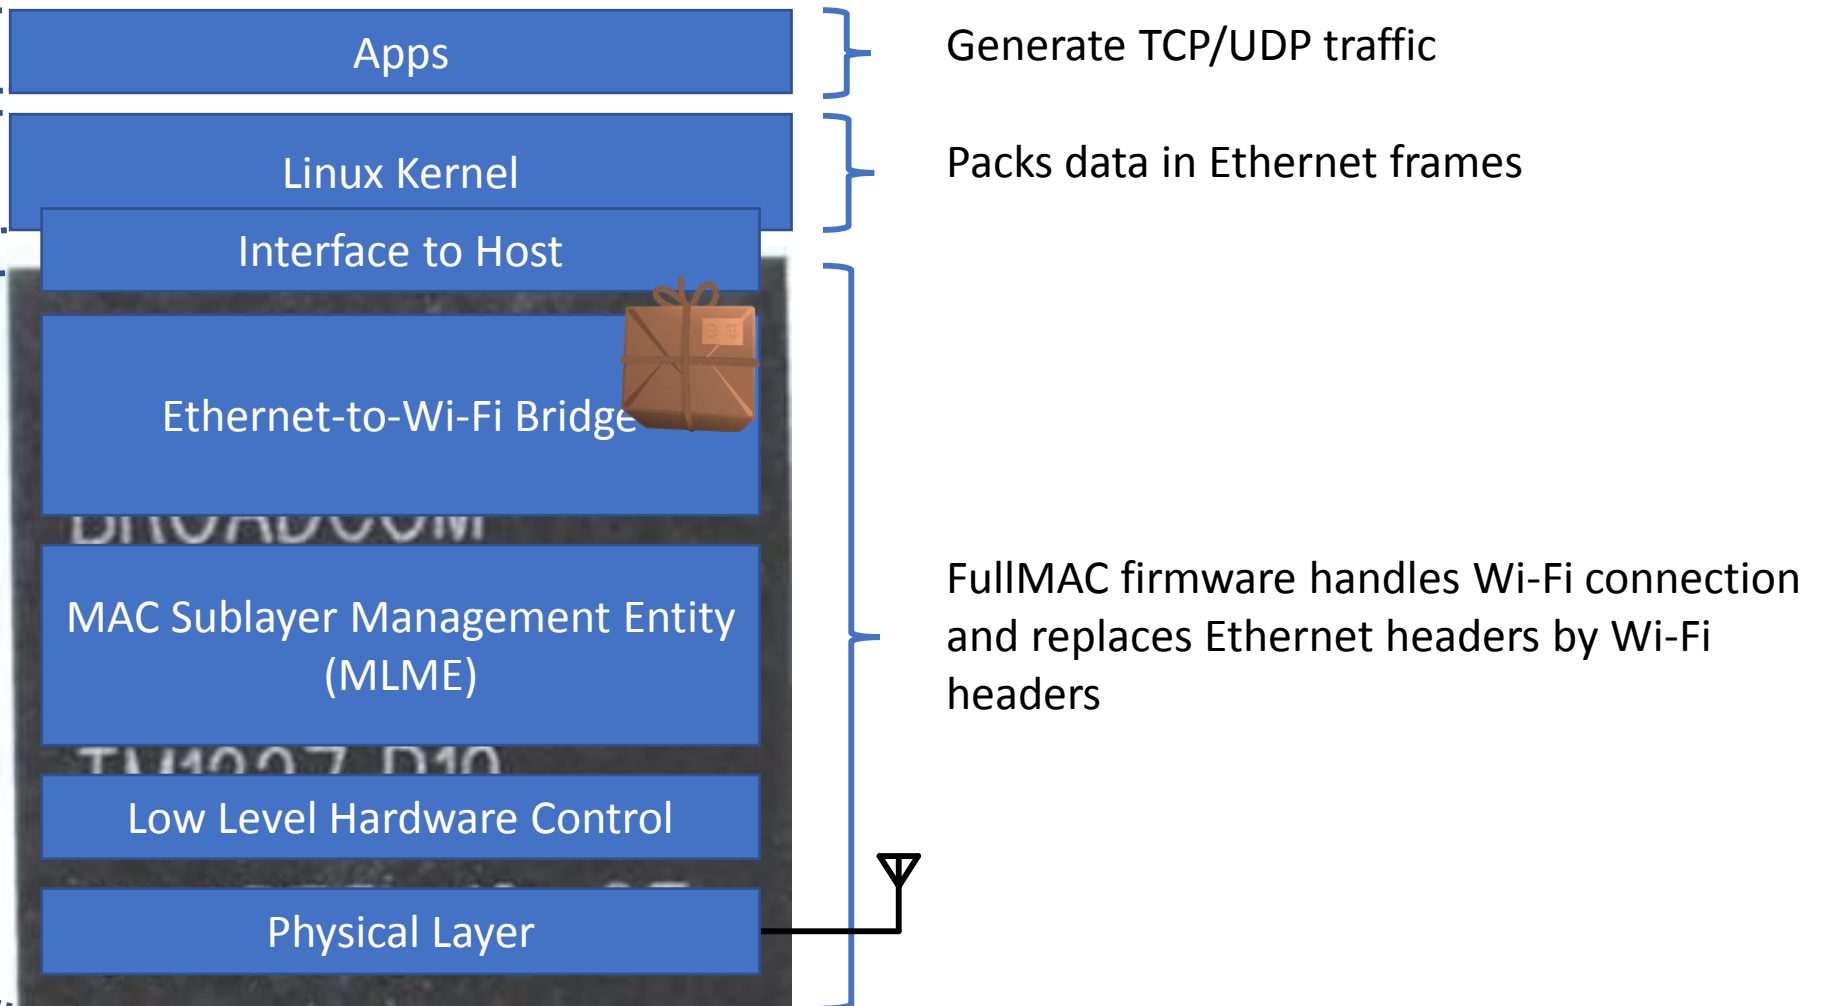 Apps
Generate TCP/UDP traffic
Linux Kernel
Packs data in Ethernet frames
Interface to Host
Ethernet-to-Wi-Fi Bridge
BROADCOM
MAC Sublayer Management Entity
(MLME)
FullMAC firmware handles Wi-Fi connection
and replaces Ethernet headers by Wi-Fi
headers
Low Level Hardware Control
Physical Layer